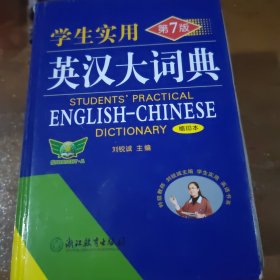 学生实用
第7版
英汉大词典
STUDENTS' PRACTICAL
ENGLISH-CHINESE
DICTIONARY
缩印本
刘锐诚 主编
浙江教育出版社